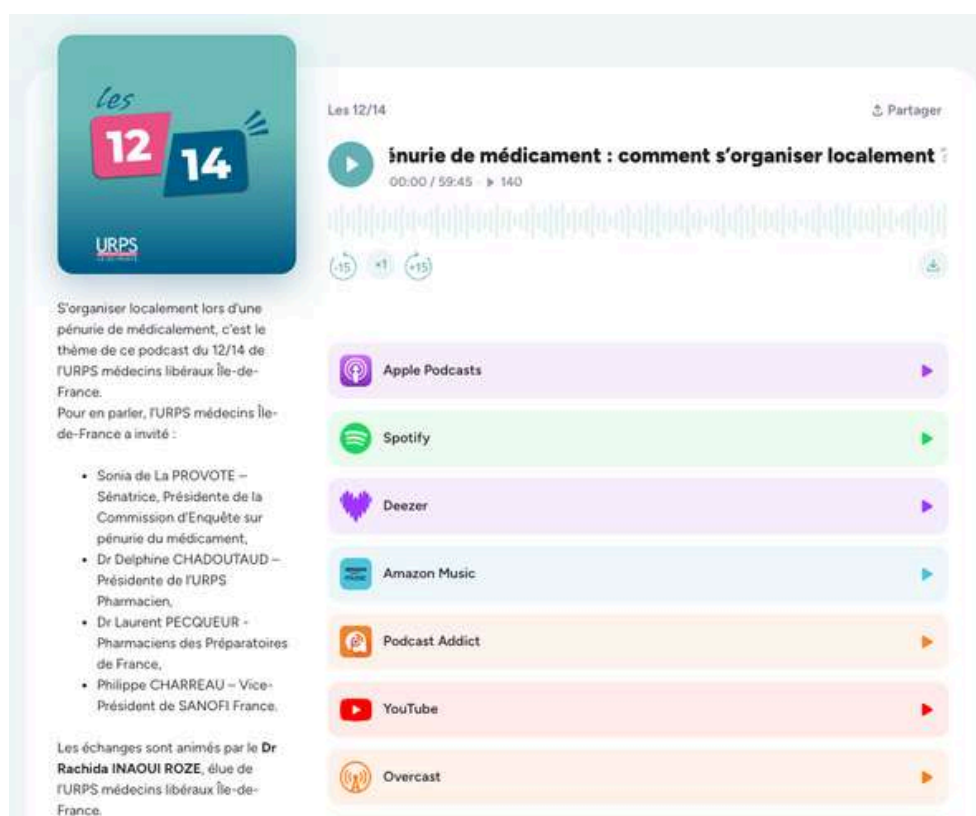 les
12
14
URPS
S'organiser localement lors d'une
pénurie de médicalement, c'est le
thème de ce podcast du 12/14 de
l'URPS médecins libéraux Île-de-
France.
Pour en parler, l'URPS médecins Île-
de-France a invité :
• Sonia de La PROVOTE –
Sénatrice, Présidente de la
Commission d'Enquête sur
pénurie du médicament,
• Dr Delphine CHADOUTAUD –
Présidente de l'URPS
Pharmacien,
• Dr Laurent PECQUEUR -
Pharmaciens des Préparatoires
de France,
• Philippe CHARREAU – Vice-
Président de SANOFI France.
Les échanges sont animés par le Dr
Rachida INAOUI ROZE, élue de
l'URPS médecins libéraux Île-de-
France.
Les 12/14
Partager
énurie de médicament : comment s'organiser localement
00:00 / 59:45 140
-15 ×1 +15
Apple Podcasts
Spotify
Deezer
amazon music
Amazon Music
Podcast Addict
YouTube
Overcast